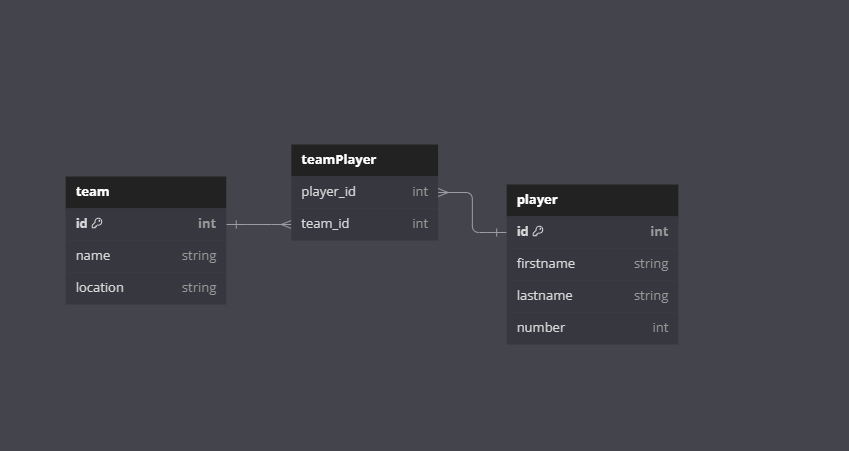 team
id int
name string
location string
teamPlayer
player_id int
team_id int
player
id int
firstname string
lastname string
number int